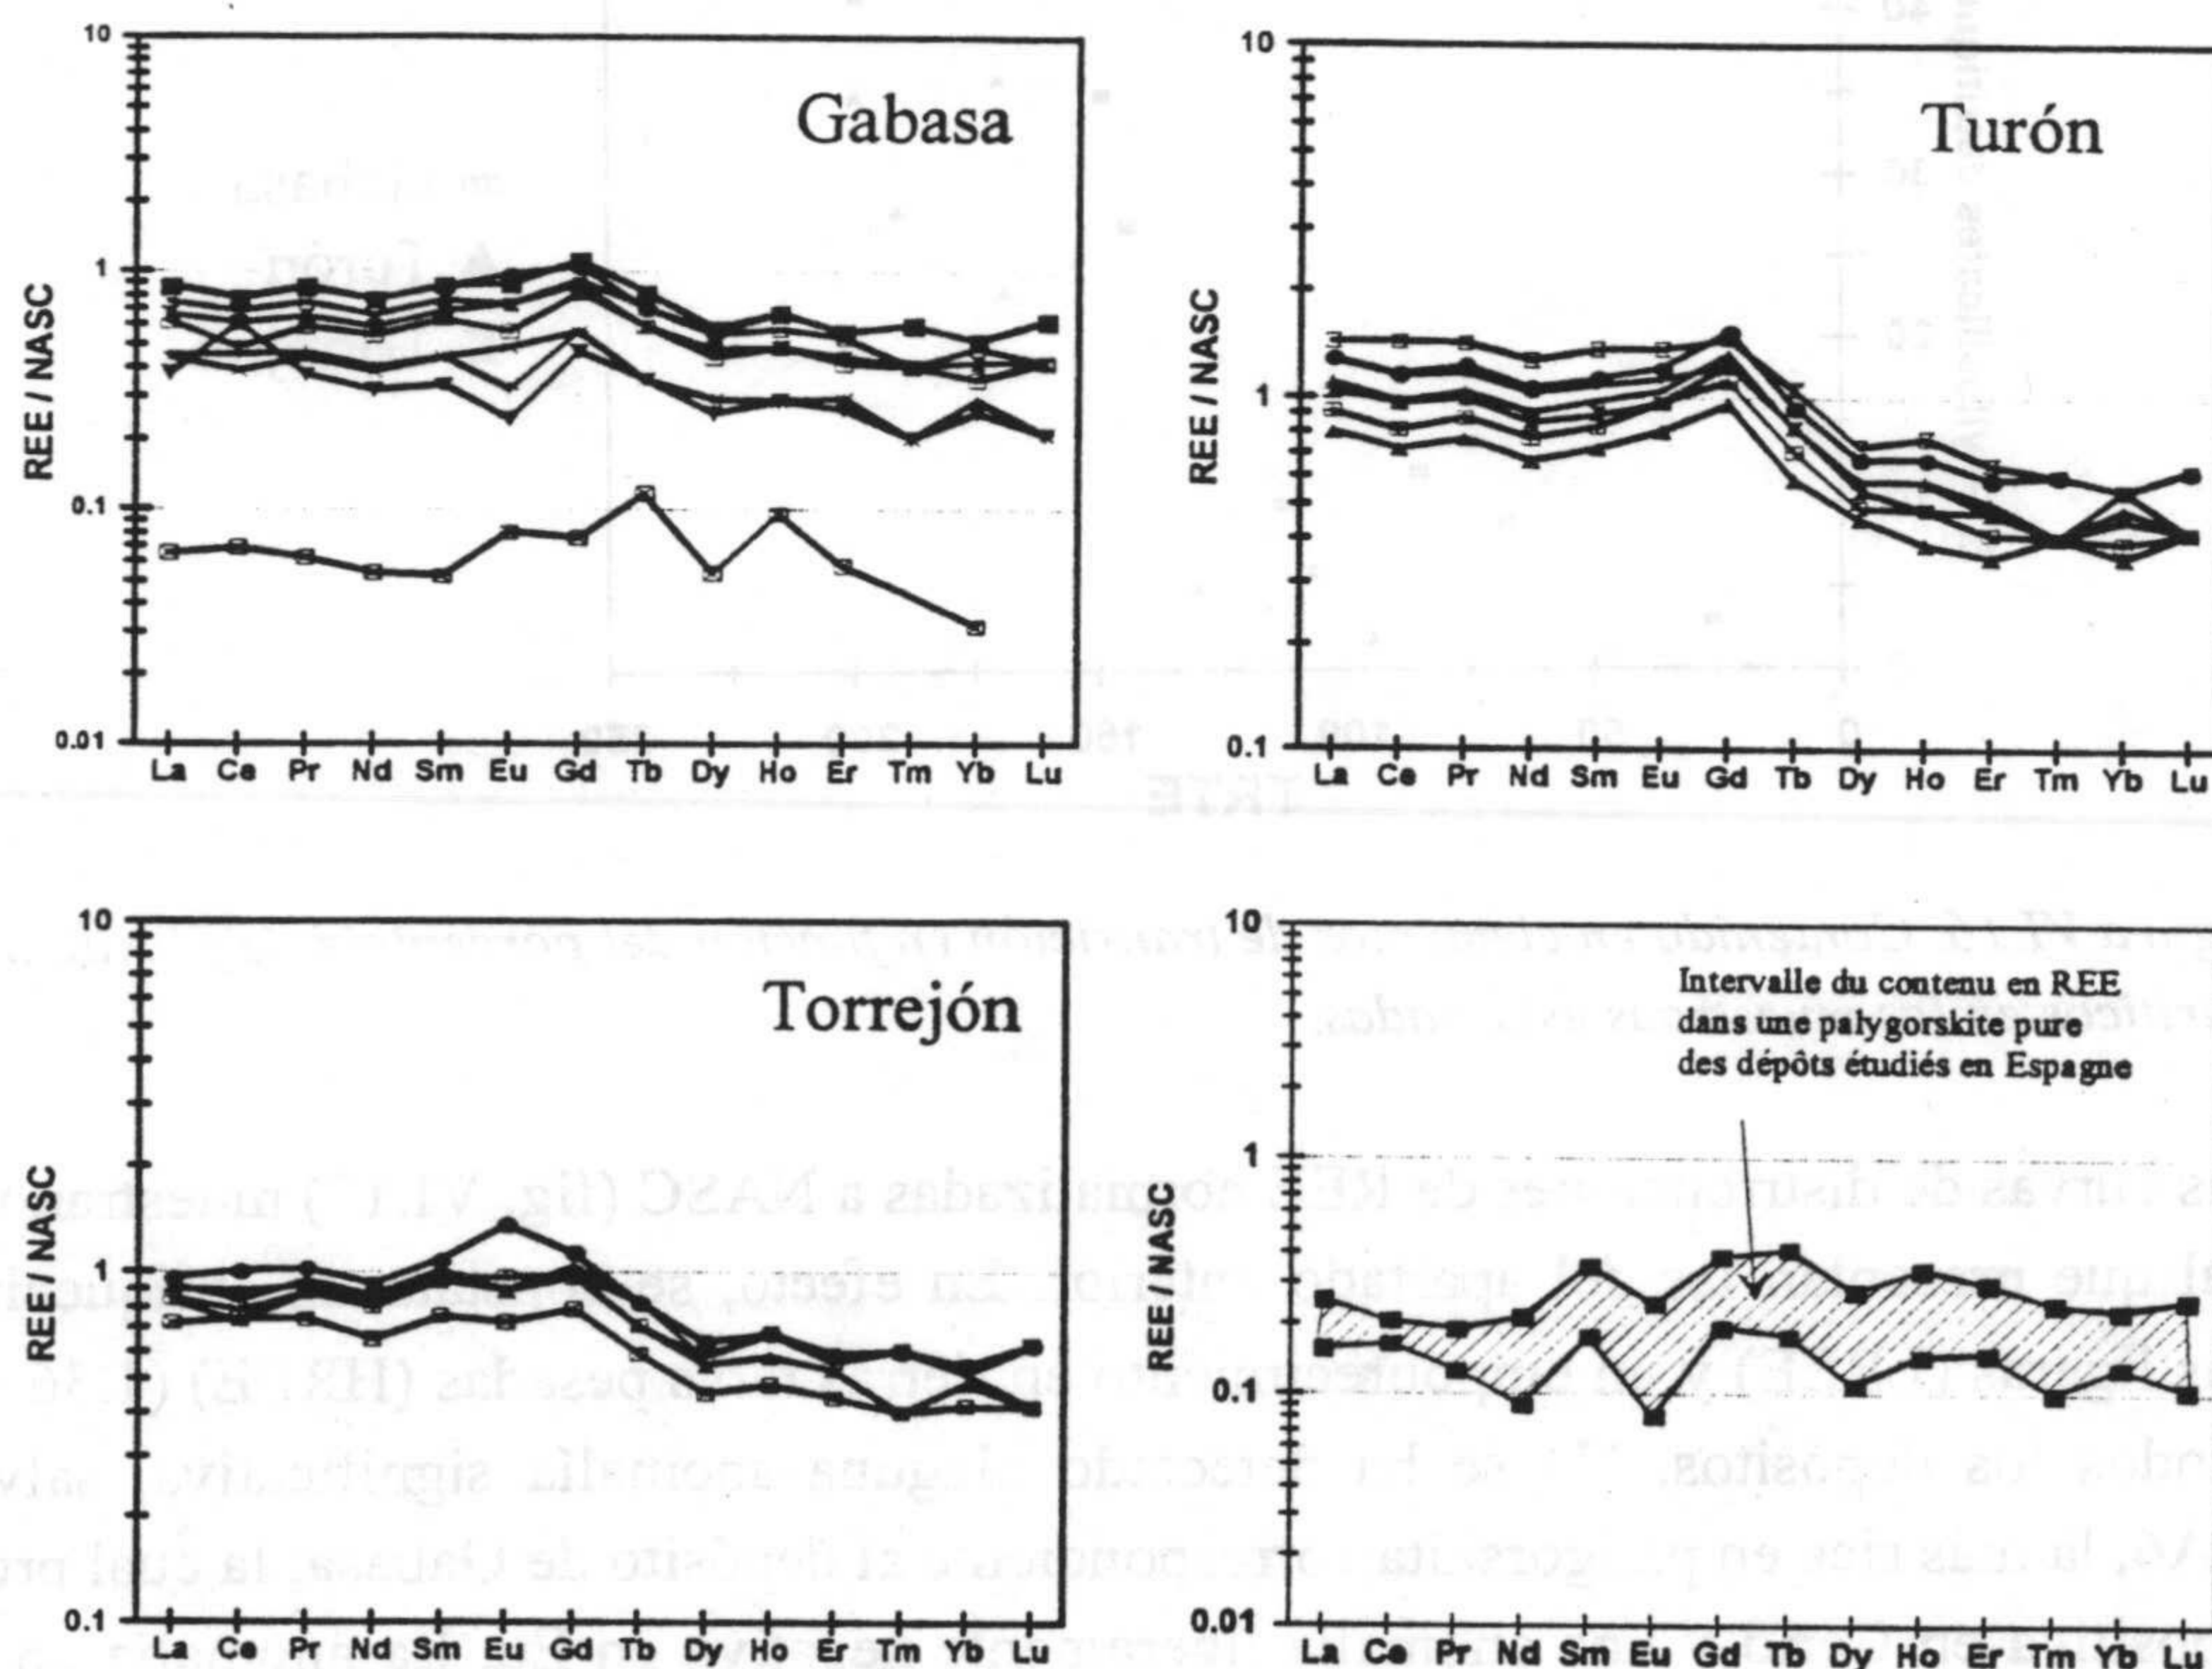 Gabasa
REE / NASC
10
1
0.1
0.01
La Ce Pr Nd Sm Eu Gd Tb Dy Ho Er Tm Yb Lu
Turón
REE / NASC
10
1
0.1
La Ce Pr Nd Sm Eu Gd Tb Dy Ho Er Tm Yb Lu
Torrejón
REE / NASC
10
1
0.1
La Ce Pr Nd Sm Eu Gd Tb Dy Ho Er Tm Yb Lu
Intervalle du contenu en REE
dans une palygorskite pure
des dépôts étudiés en Espagne
REE / NASC
10
1
0.1
0.01
La Ce Pr Nd Sm Eu Gd Tb Dy Ho Er Tm Yb Lu